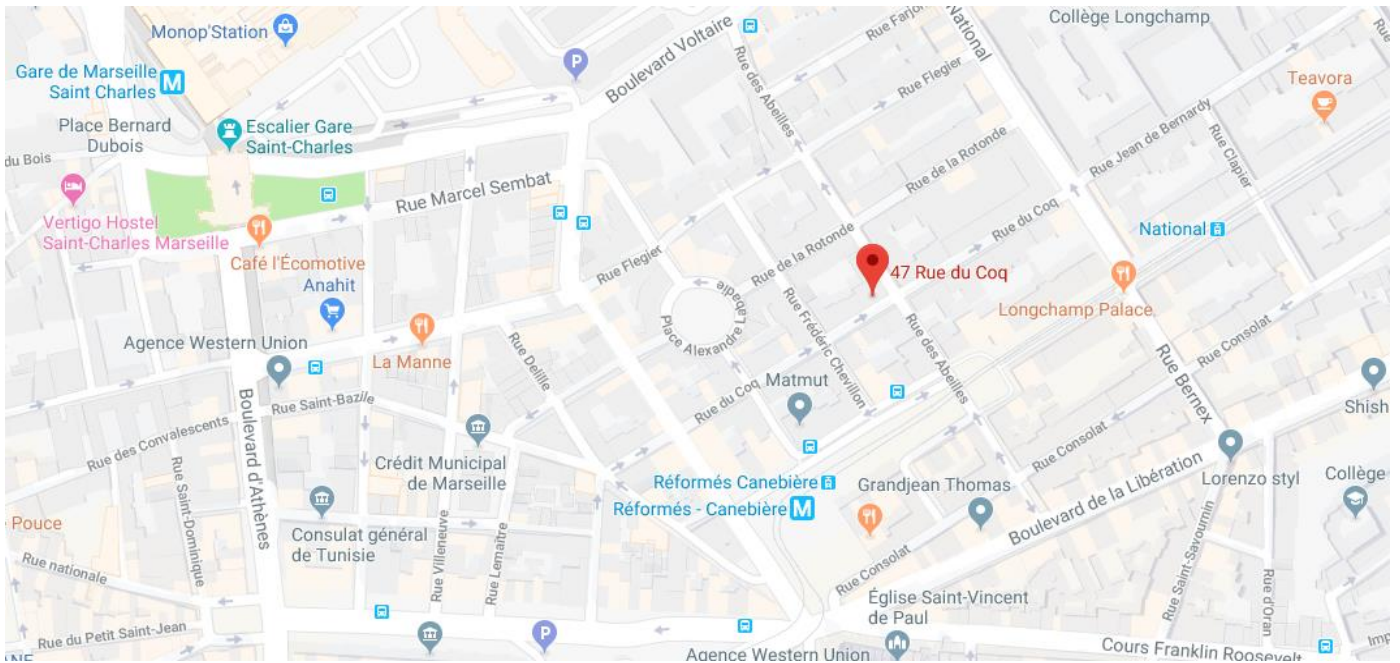 Monop'Station
Gare de Marseille
Saint Charles
M
Place Bernard
Dubois
Escalier Gare
Saint-Charles
du Bois
Vertigo Hostel
Saint-Charles Marseille
Café l'Écomotive
Anahit
Rue Marcel Sembat
P
Boulevard Voltaire
Rue des Abeilles
Rue Farjon
National
Collège Longchamp
Rue Flegier
Teavora
Rue Jean de Bernardy
Rue Clapier
Rue de la Rotonde
Rue du Coq
National
Rue Flegier
Rue de la Rotonde
47 Rue du Coq
Longchamp Palace
Place Alexandre Labadie
Rue Frédéric Chevillon
Rue des Abeilles
Agence Western Union
La Manne
Rue Delille
Rue Consolat
Rue Bernex
Matmut
Rue du Coq
Shish
Rue Saint-Bazile
Rue des Convalescents
Boulevard d'Athènes
Rue Saint-Dominique
Crédit Municipal
de Marseille
Réformés Canebière
Réformés - Canebière
M
Grandjean Thomas
Rue Consolat
Boulevard de la Libération
Lorenzo styl
Collège
Pouce
Consulat général
de Tunisie
Rue Villeneuve
Rue Lemaître
Rue nationale
Rue Consolat
Rue Saint-Savournin
Rue d'Oran
Église Saint-Vincent
de Paul
Rue du Petit Saint-Jean
P
Agence Western Union
Cours Franklin Roosevelt
Imp
ANE